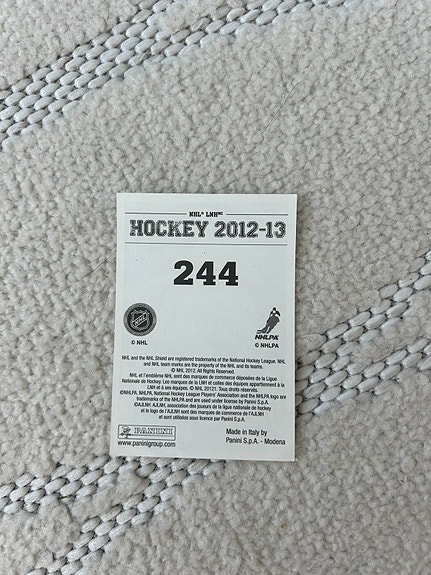 NHL® LNHMC
HOCKEY 2012-13
244
NHL
© NHL
NHLPA
© NHLPA
NHL and the NHL Shield are registered trademarks of the National Hockey League. NHL
and NHL team marks are the property of the NHL and its teams.
© NHL 2012. All Rights Reserved.
NHL et l'emblème NHL sont des marques de commerce déposées de la Ligue
Nationale de Hockey. Les marques de la LNH et celles des équipes appartiennent à la
LNH et à ses équipes. © NHL 20121. Tous droits réservés.
©NHLPA. NHLPA, National Hockey League Players' Association and the NHLPA logo are
trademarks of the NHLPA and are used under license by Panini S.p.A.
©AJLNH. AJLNH, association des joueurs de la ligue nationale de hockey
et le logo de l'AJLNH sont des marques de commerce de l'AJLNH
et sont utilisées sous licence par Panini S.p.A.
PANINI
www.paninigroup.com
Made in Italy by
Panini S.p.A. - Modena